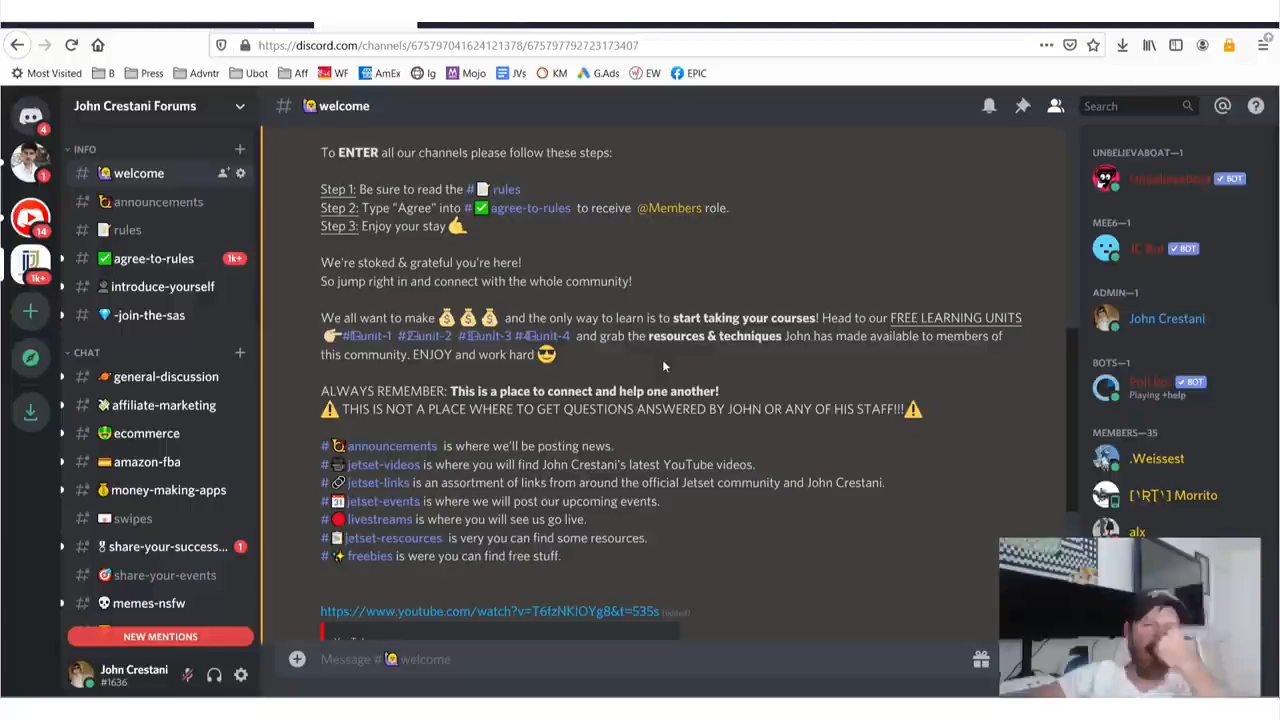 https://discord.com/channels/675797041624121378/675797792723173407
Most Visited B Press Advntr Ubot Aff WF AmEx Ig Mojo JVs KM G.Ads EW EPIC
John Crestani Forums
# welcome
Search
4
1
14
1k+
INFO
# welcome
# announcements
# rules
# agree-to-rules 1k+
# introduce-yourself
# -join-the-sas
CHAT
# general-discussion
# affiliate-marketing
# ecommerce
# amazon-fba
# money-making-apps
# swipes
# share-your-success... 1
# share-your-events
# memes-nsfw
NEW MENTIONS
John Crestani
#1636
To ENTER all our channels please follow these steps:
Step 1: Be sure to read the # rules
Step 2: Type "Agree" into # agree-to-rules to receive @Members role.
Step 3: Enjoy your stay
We're stoked & grateful you're here!
So jump right in and connect with the whole community!
We all want to make and the only way to learn is to start taking your courses! Head to our FREE LEARNING UNITS
unit-1 unit-2 unit-3 unit-4 and grab the resources & techniques John has made available to members of
this community. ENJOY and work hard
ALWAYS REMEMBER: This is a place to connect and help one another!
THIS IS NOT A PLACE WHERE TO GET QUESTIONS ANSWERED BY JOHN OR ANY OF HIS STAFF!!!
# announcements is where we'll be posting news.
# jetset-videos is where you will find John Crestani's latest YouTube videos.
# jetset-links is an assortment of links from around the official Jetset community and John Crestani.
# jetset-events is where we will post our upcoming events.
# livestreams is where you will see us go live.
# jetset-rescources is very you can find some resources.
# freebies is were you can find free stuff.
https://www.youtube.com/watch?v=T6fzNKIOYg8&t=535s (edited)
Message # welcome
UNBELIEVABOAT—1
UnbelievaBoat BOT
MEE6—1
JC Bot BOT
ADMIN—1
John Crestani
BOTS—1
Poll Bot BOT
Playing +help
MEMBERS—35
.Weissest
Morrito
alx